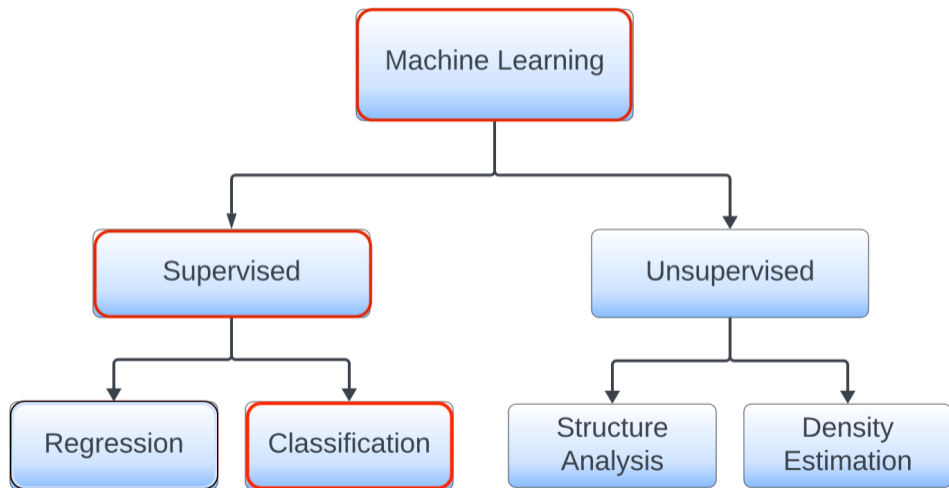 Machine Learning
Supervised
Unsupervised
Regression
Classification
Structure
Analysis
Density
Estimation